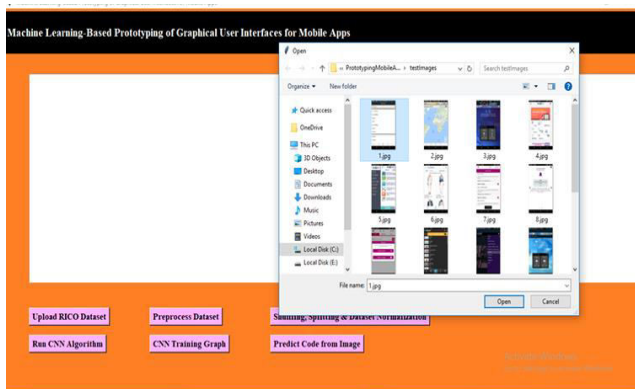 Machine Learning-Based Prototyping of Graphical User Interfaces for Mobile Apps
Open
« PrototypingMobileA... › testImages
Search testImages
Organize
New folder
Quick access
OneDrive
This PC
3D Objects
Desktop
Documents
Downloads
Music
Pictures
Videos
Local Disk (C:)
Local Disk (E:)
1.jpg
2.jpg
3.jpg
4.jpg
5.jpg
6.jpg
7.jpg
8.jpg
File name: 1.jpg
Open
Cancel
Upload RICO Dataset
Preprocess Dataset
Shuffling, Splitting & Dataset Normalization
Run CNN Algorithm
CNN Training Graph
Predict Code from Image
Activate Windows